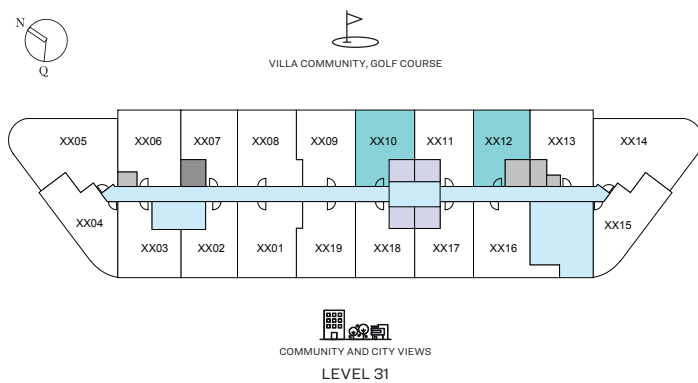 N
Q
VILLA COMMUNITY, GOLF COURSE
XX05 XX06 XX07 XX08 XX09 XX10 XX11 XX12 XX13 XX14
XX04 XX03 XX02 XX01 XX19 XX18 XX17 XX16 XX15
COMMUNITY AND CITY VIEWS
LEVEL 31